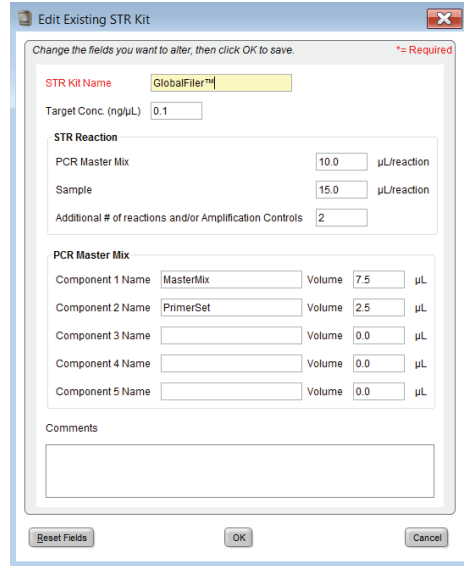 Edit Existing STR Kit
Change the fields you want to alter, then click OK to save. *= Required
STR Kit Name GlobalFiler™
Target Conc. (ng/µL) 0.1
STR Reaction
PCR Master Mix 10.0 µL/reaction
Sample 15.0 µL/reaction
Additional # of reactions and/or Amplification Controls 2
PCR Master Mix
Component 1 Name MasterMix Volume 7.5 µL
Component 2 Name PrimerSet Volume 2.5 µL
Component 3 Name Volume 0.0 µL
Component 4 Name Volume 0.0 µL
Component 5 Name Volume 0.0 µL
Comments
Reset Fields OK Cancel